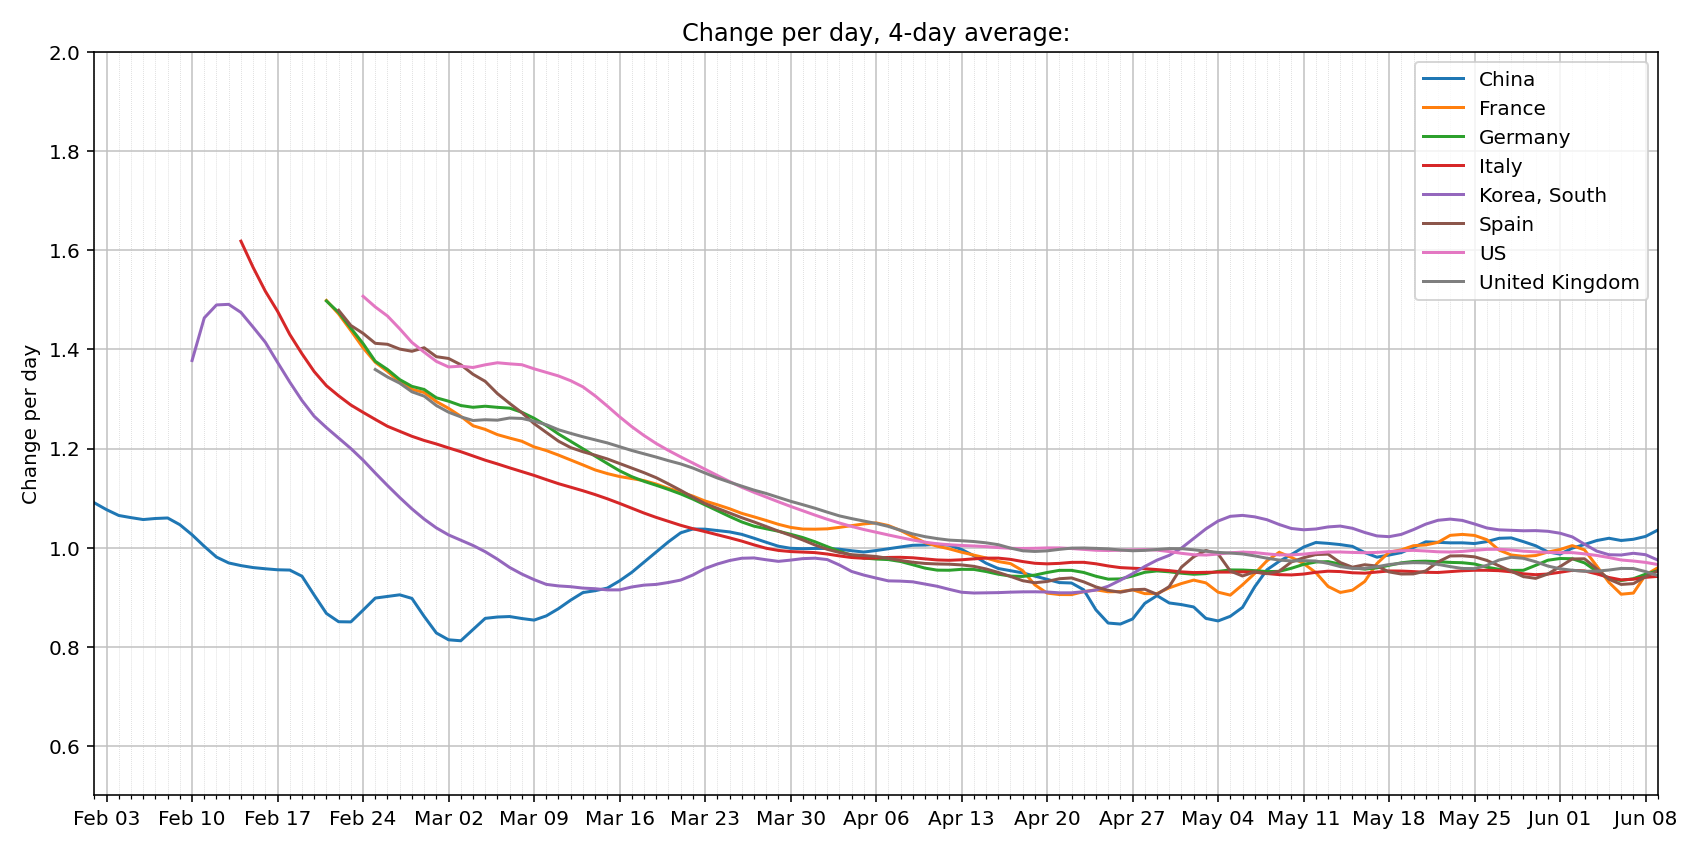 Change per day, 4-day average:
2.0
1.8
1.6
1.4
1.2
1.0
0.8
0.6
Change per day
China
France
Germany
Italy
Korea, South
Spain
US
United Kingdom
Feb 03 Feb 10 Feb 17 Feb 24 Mar 02 Mar 09 Mar 16 Mar 23 Mar 30 Apr 06 Apr 13 Apr 20 Apr 27 May 04 May 11 May 18 May 25 Jun 01 Jun 08